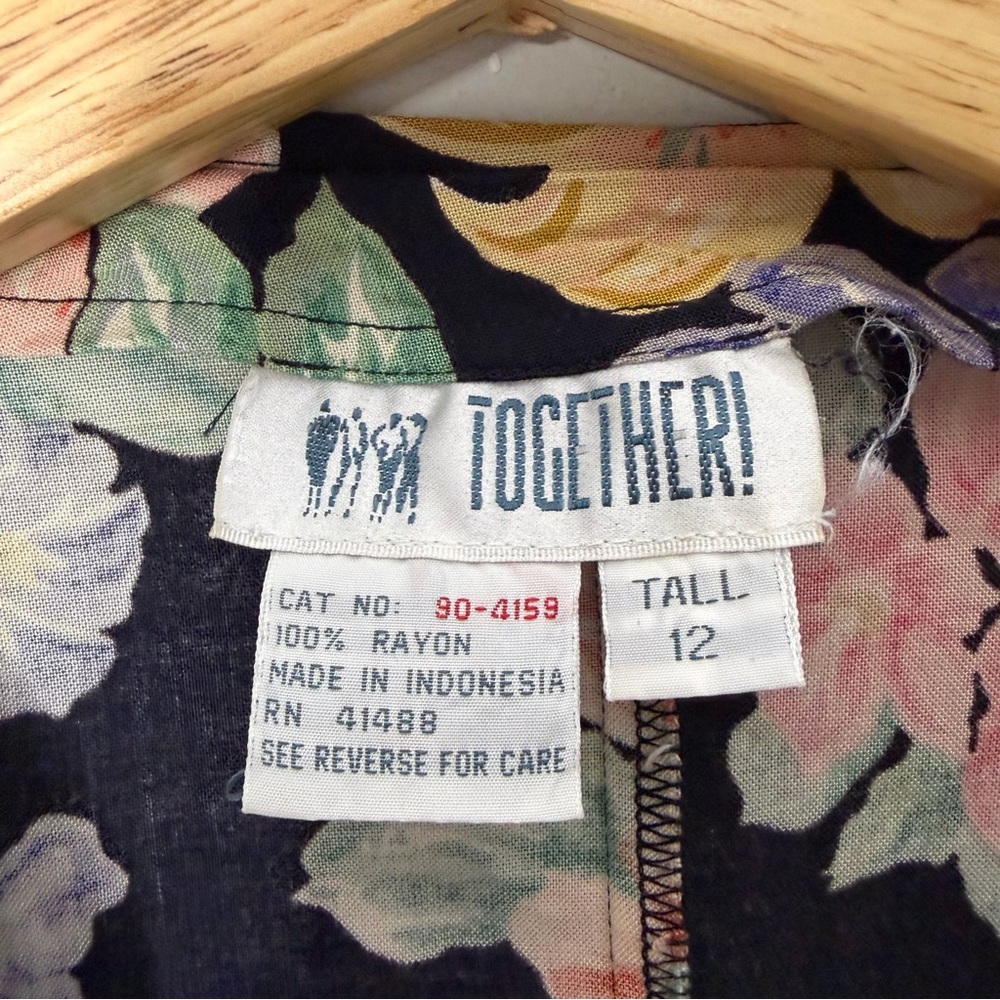 TOGETHER!
CAT NO: 90-4159
100% RAYON
MADE IN INDONESIA
RN 41488
SEE REVERSE FOR CARE
TALL
12